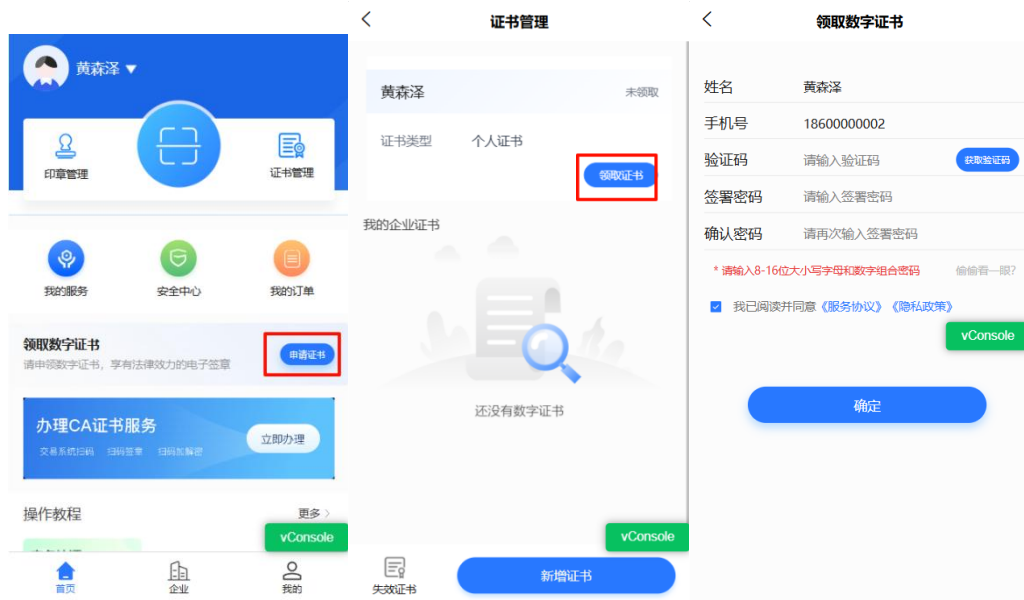 黄森泽
印章管理
证书管理
我的服务
安全中心
我的订单
领取数字证书
请申领数字证书，享有法律效力的电子签章
申请证书
办理CA证书服务
交易系统扫码 扫码签章 扫码加解密
立即办理
操作教程
更多
vConsole
首页
企业
我的
证书管理
黄森泽
未领取
证书类型 个人证书
领取证书
我的企业证书
还没有数字证书
vConsole
失效证书
新增证书
领取数字证书
姓名 黄森泽
手机号 18600000002
验证码 请输入验证码 获取验证码
签署密码 请输入签署密码
确认密码 请再次输入签署密码
* 请输入8-16位大小写字母和数字组合密码 偷偷看一眼?
我已阅读并同意《服务协议》《隐私政策》
vConsole
确定